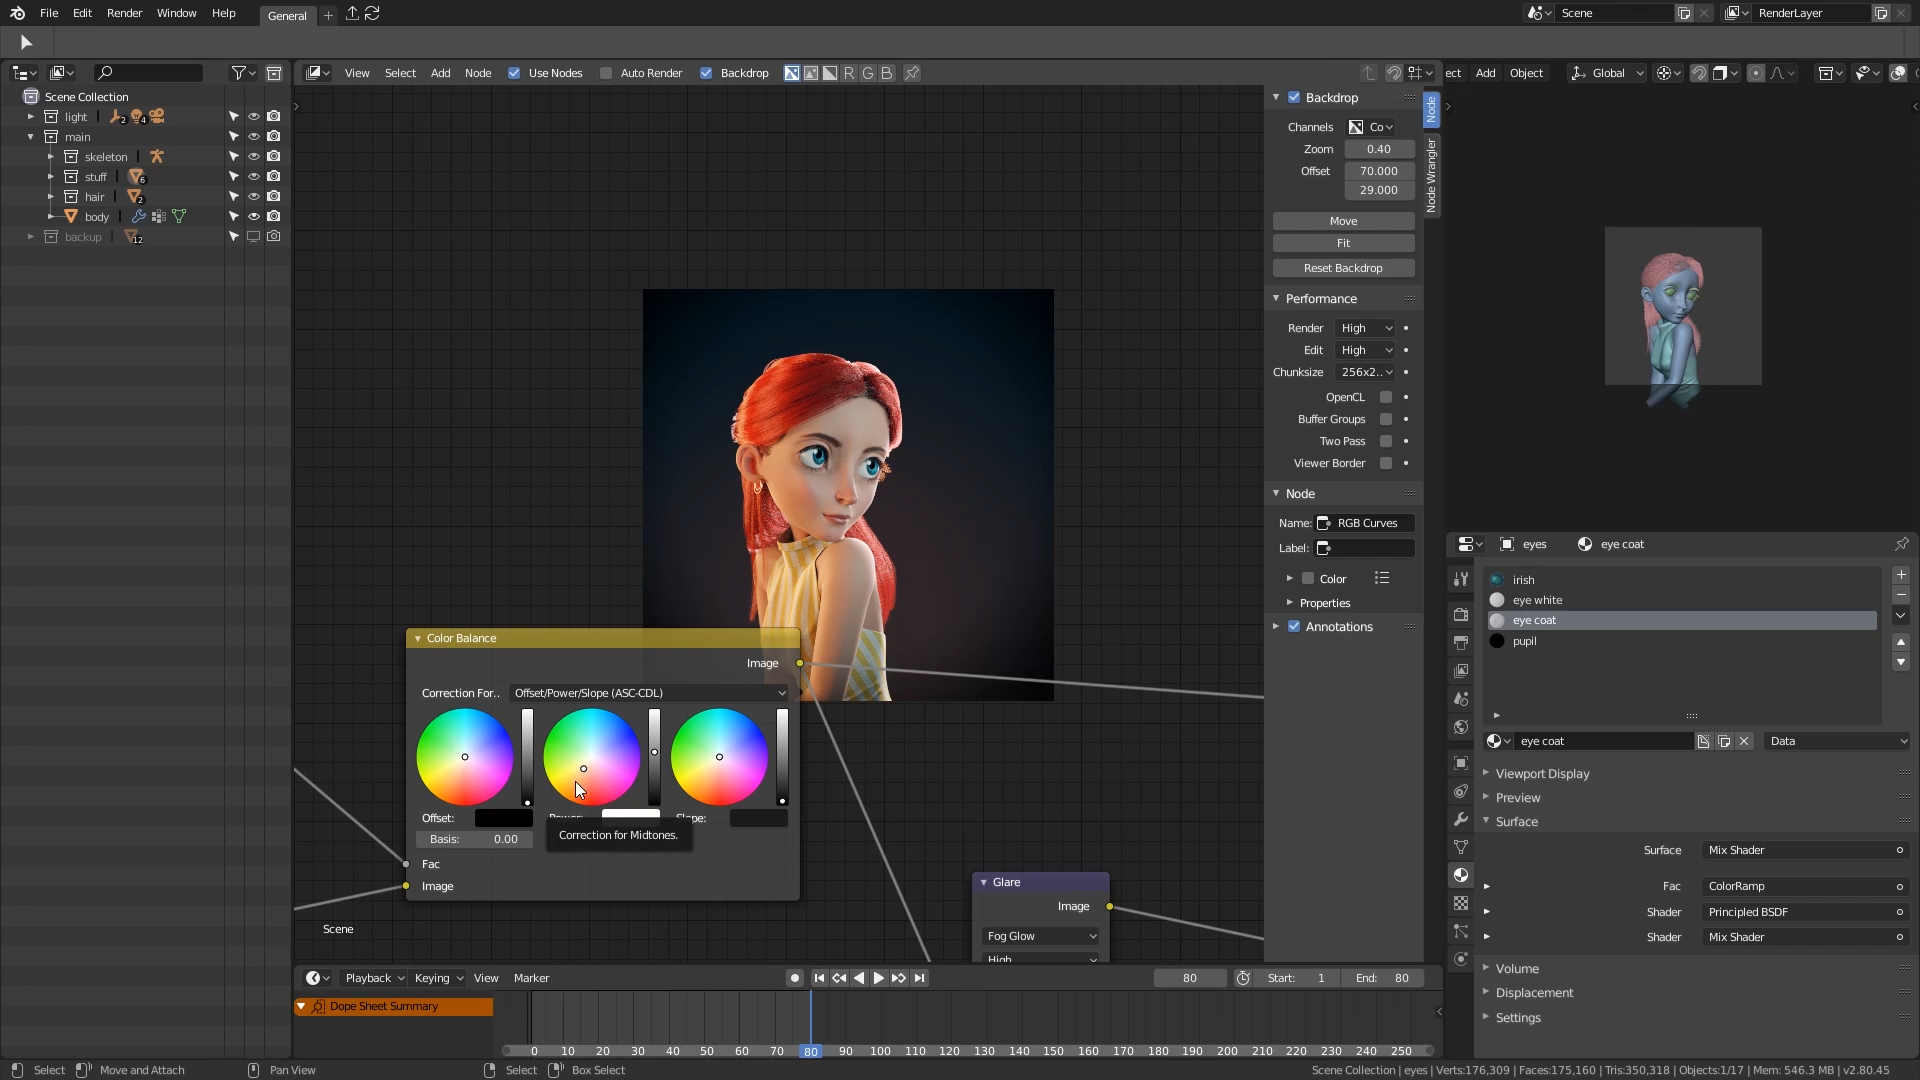 File Edit Render Window Help General + Scene RenderLayer
View Select Add Node Use Nodes Auto Render Backdrop R G B ect Add Object Global
Scene Collection
light 2 4
main
skeleton
stuff 6
hair 2
body
backup 12
Backdrop
Channels Co
Zoom 0.40
Offset 70.000
29.000
Move
Fit
Reset Backdrop
Performance
Render High
Edit High
Chunksize 256x2..
OpenCL
Buffer Groups
Two Pass
Viewer Border
Node
Name: RGB Curves
Label:
Color
Properties
Annotations
Node
Node Wrangler
Color Balance
Image
Correction For.. Offset/Power/Slope (ASC-CDL)
Offset:
Basis: 0.00
Correction for Midtones.
Fac
Image
Scene
Glare
Image
Fog Glow
High
eyes eye coat
irish
eye white
eye coat
pupil
eye coat Data
Viewport Display
Preview
Surface
Surface Mix Shader
Fac ColorRamp
Shader Principled BSDF
Shader Mix Shader
Volume
Displacement
Settings
Playback Keying View Marker 80 Start: 1 End: 80
Dope Sheet Summary
0 10 20 30 40 50 60 70 80 90 100 110 120 130 140 150 160 170 180 190 200 210 220 230 240 250
Select Move and Attach Pan View Select Box Select Scene Collection | eyes | Verts:176,309 | Faces:175,160 | Tris:350,318 | Objects:1/17 | Mem: 546.3 MB | v2.80.45